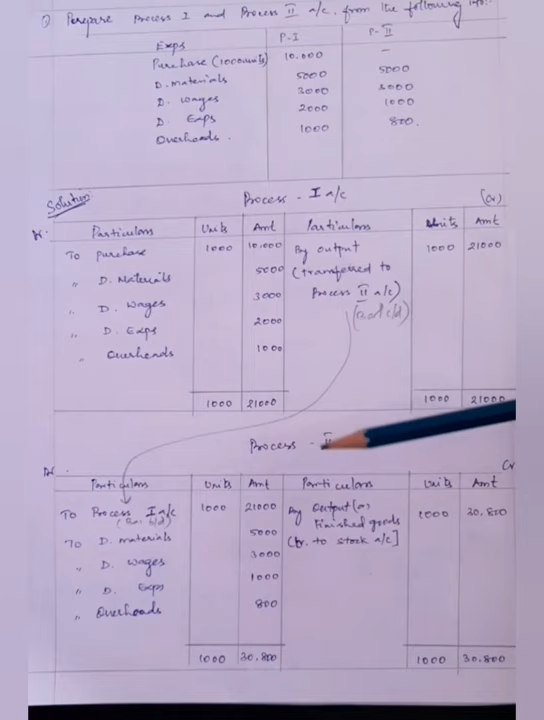 Q) Perpare Process I and Process II a/c. from the following info.
Exps P-I P-II
Purchase (1000 units) 10.000 —
D. materials 5000 5000
D. wages 3000 3000
D. Exps 2000 1000
Overheads. 1000 800.
Solution
Process - I a/c
Dr. (Cr)
Particulars Units Amt Particulars Units Amt
To purchase 1000 10.000 By output 1000 21000
" D. Materials 5000 (transferred to
" D. Wages 3000 Process II a/c)
" D. Exps 2000 (Bal c/d)
" Overheads 1000
1000 21000 1000 21000
Process - II
Dr. Cr
Particulars Units Amt Particulars Units Amt
To Process I a/c 1000 21000 By Output (or) 1000 30.800
(Bal b/d) Finished goods
To D. materials 5000 (tr. to stock a/c]
" D. wages 3000
" D. Exps 1000
" Overheads 800
1000 30.800 1000 30.800